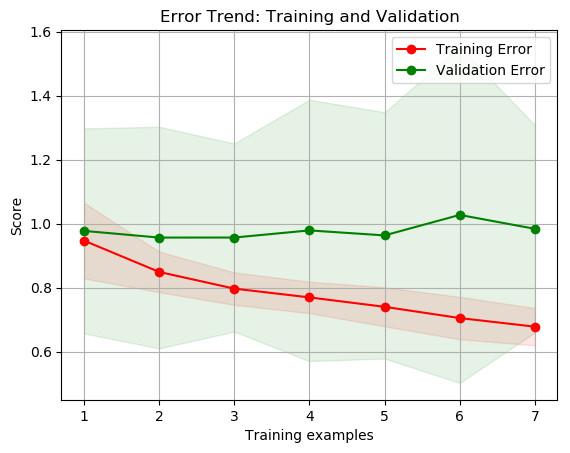 Error Trend: Training and Validation
1.6
1.4
1.2
1.0
0.8
0.6
Score
Training Error
Validation Error
1 2 3 4 5 6 7
Training examples